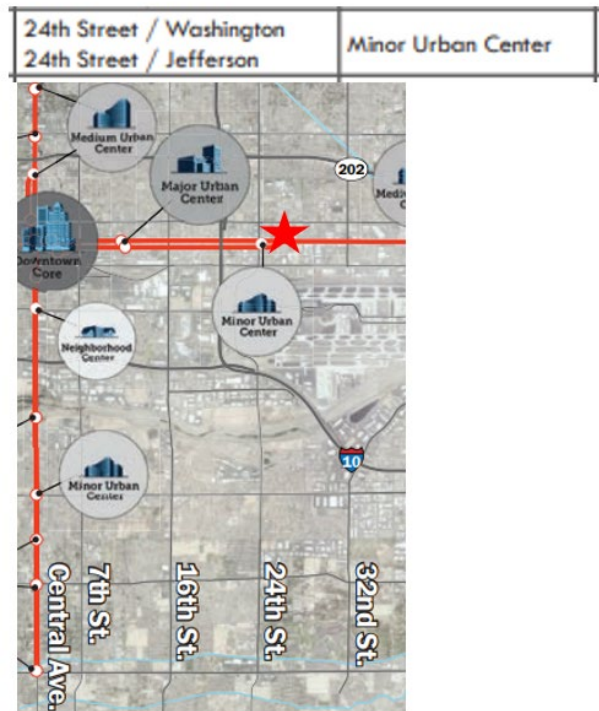 24th Street / Washington
24th Street / Jefferson
Minor Urban Center
Medium Urban
Center
Major Urban
Center
202
Downtown
Core
Minor Urban
Center
Neighborhood
Center
10
Minor Urban
Center
Central Ave.
7th St.
16th St.
24th St.
32nd St.